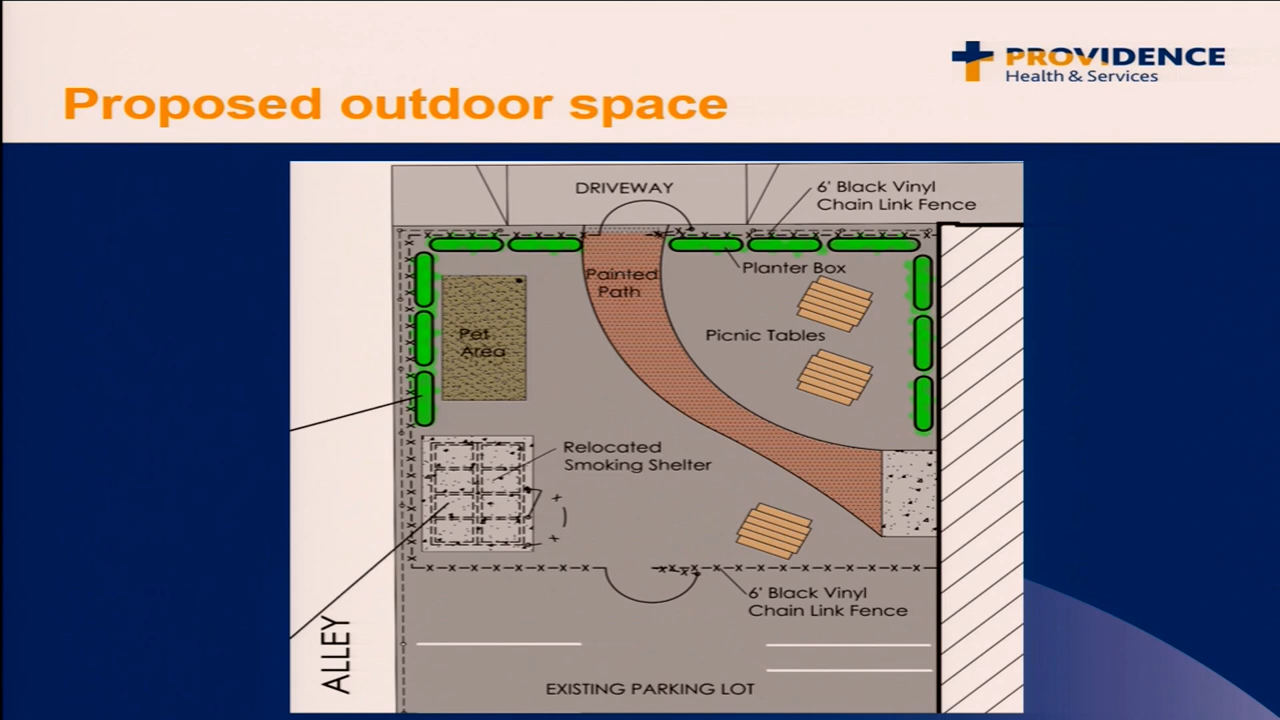 PROVIDENCE
Health & Services
Proposed outdoor space
DRIVEWAY
6' Black Vinyl
Chain Link Fence
Painted
Path
Planter Box
Pet
Area
Picnic Tables
Relocated
Smoking Shelter
6' Black Vinyl
Chain Link Fence
ALLEY
EXISTING PARKING LOT